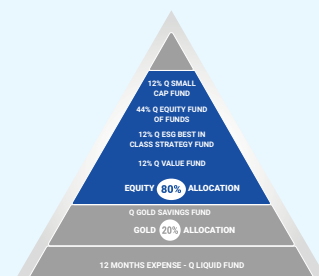 12% Q SMALL
CAP FUND
44% Q EQUITY FUND
OF FUNDS
12% Q ESG BEST IN
CLASS STRATEGY FUND
12% Q VALUE FUND
EQUITY 80% ALLOCATION
Q GOLD SAVINGS FUND
GOLD 20% ALLOCATION
12 MONTHS EXPENSE - Q LIQUID FUND